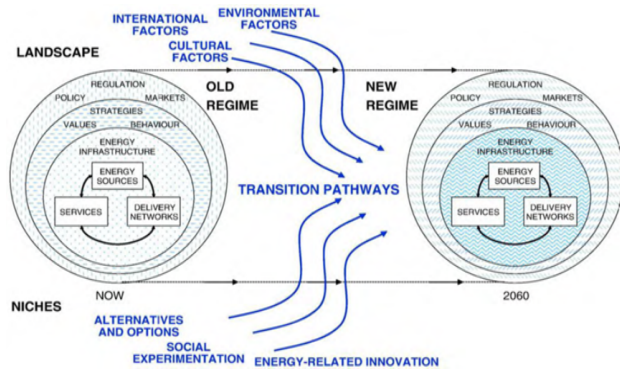 ENVIRONMENTAL
FACTORS
INTERNATIONAL
FACTORS
CULTURAL
FACTORS
LANDSCAPE
OLD
REGIME
NEW
REGIME
REGULATION
POLICY MARKETS
STRATEGIES
VALUES BEHAVIOUR
ENERGY
INFRASTRUCTURE
ENERGY
SOURCES
SERVICES
DELIVERY
NETWORKS
TRANSITION PATHWAYS
REGULATION
POLICY MARKETS
STRATEGIES
VALUES BEHAVIOUR
ENERGY
INFRASTRUCTURE
ENERGY
SOURCES
SERVICES
DELIVERY
NETWORKS
NICHES
NOW
2060
ALTERNATIVES
AND OPTIONS
SOCIAL
EXPERIMENTATION
ENERGY-RELATED INNOVATION